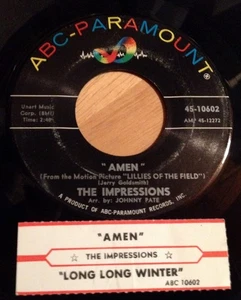 ABC-PARAMOUNT
Unart Music
Corp. (BMI)
Time: 2:48
45-10602
AMP 45-12272
"AMEN"
(From the Motion Picture "LILLIES OF THE FIELD")
(Jerry Goldsmith)
THE IMPRESSIONS
Arr. by: JOHNNY PATE
A PRODUCT OF ABC-PARAMOUNT RECORDS, INC.
"AMEN"
THE IMPRESSIONS
"LONG LONG WINTER"
ABC 10602